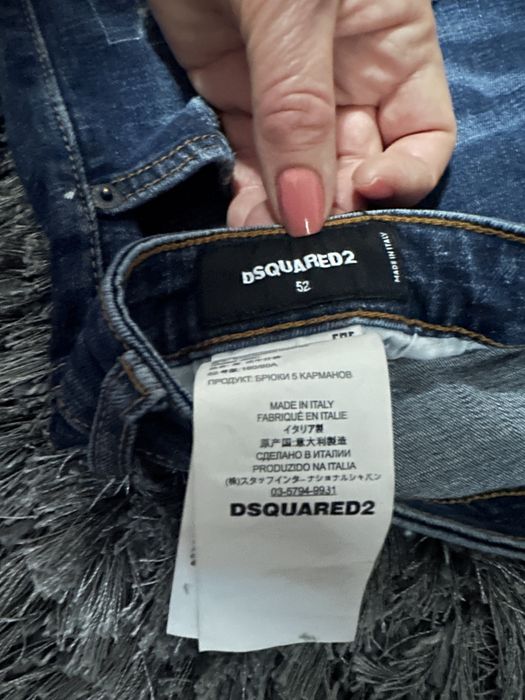 DSQUARED2
52
MADE IN ITALY
ПРОДУКТ: БРЮКИ 5 КАРМАНОВ
MADE IN ITALY
FABRIQUÉ EN ITALIE
イタリア製
原产国:意大利製造
СДЕЛАНО В ИТАЛИИ
PRODUZIDO NA ITALIA
(株)スタッフインターナショナルジャパン
03-5794-9931
DSQUARED2